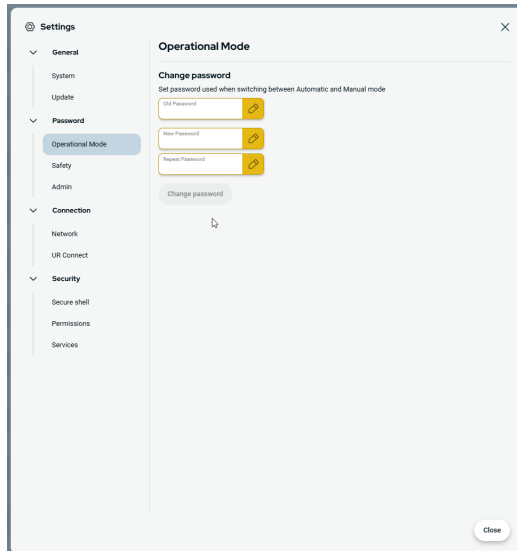 Settings
General
System
Update
Password
Operational Mode
Safety
Admin
Connection
Network
UR Connect
Security
Secure shell
Permissions
Services
Operational Mode
Change password
Set password used when switching between Automatic and Manual mode
Old Password
New Password
Repeat Password
Change password
Close